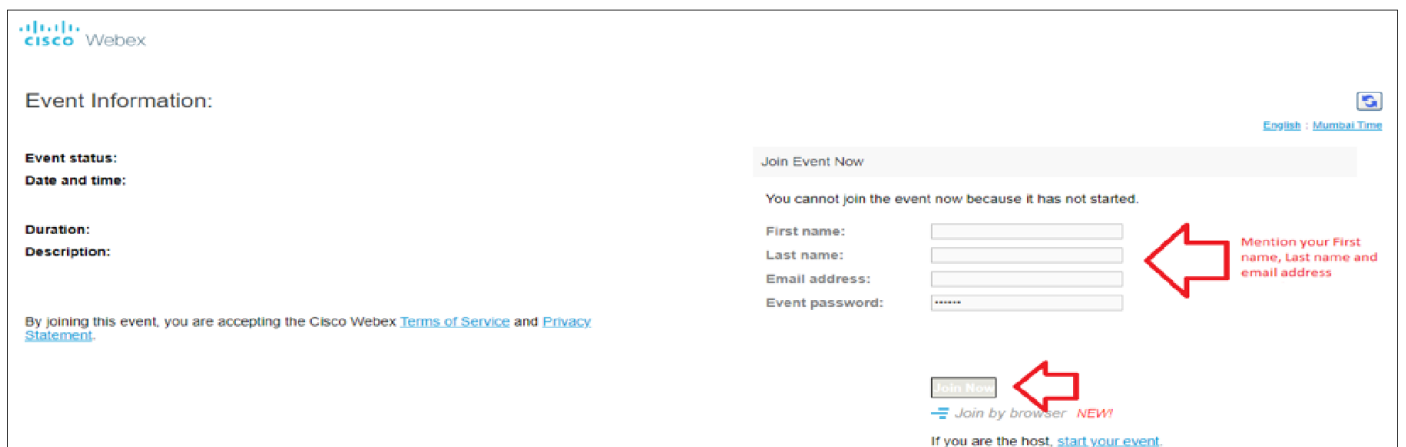 CISCO Webex
Event Information:
English : Mumbai Time
Event status:
Date and time:
Duration:
Description:
By joining this event, you are accepting the Cisco Webex Terms of Service and Privacy
Statement.
Join Event Now
You cannot join the event now because it has not started.
First name:
Last name:
Email address:
Event password: ••••••
Mention your First
name, Last name and
email address
Join Now
Join by browser NEW!
If you are the host, start your event.